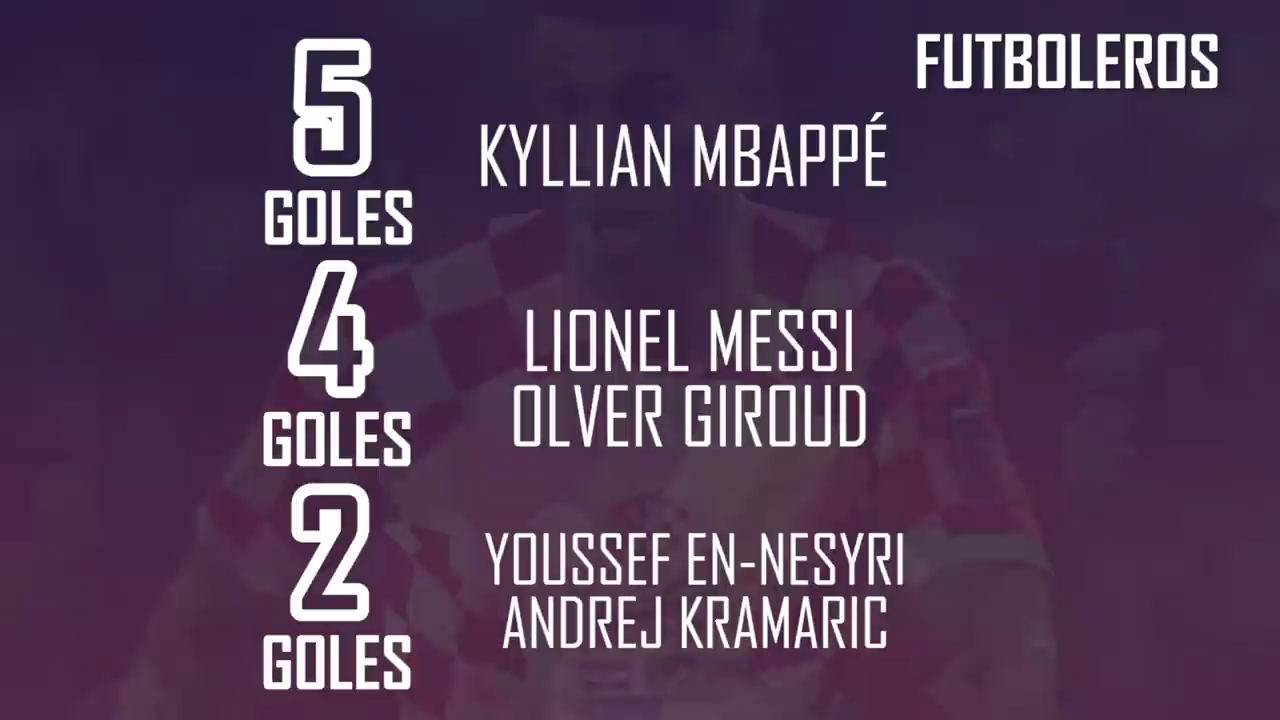 FUTBOLEROS
5
GOLES
KYLLIAN MBAPPÉ
4
GOLES
LIONEL MESSI
OLVER GIROUD
2
GOLES
YOUSSEF EN-NESYRI
ANDREJ KRAMARIC